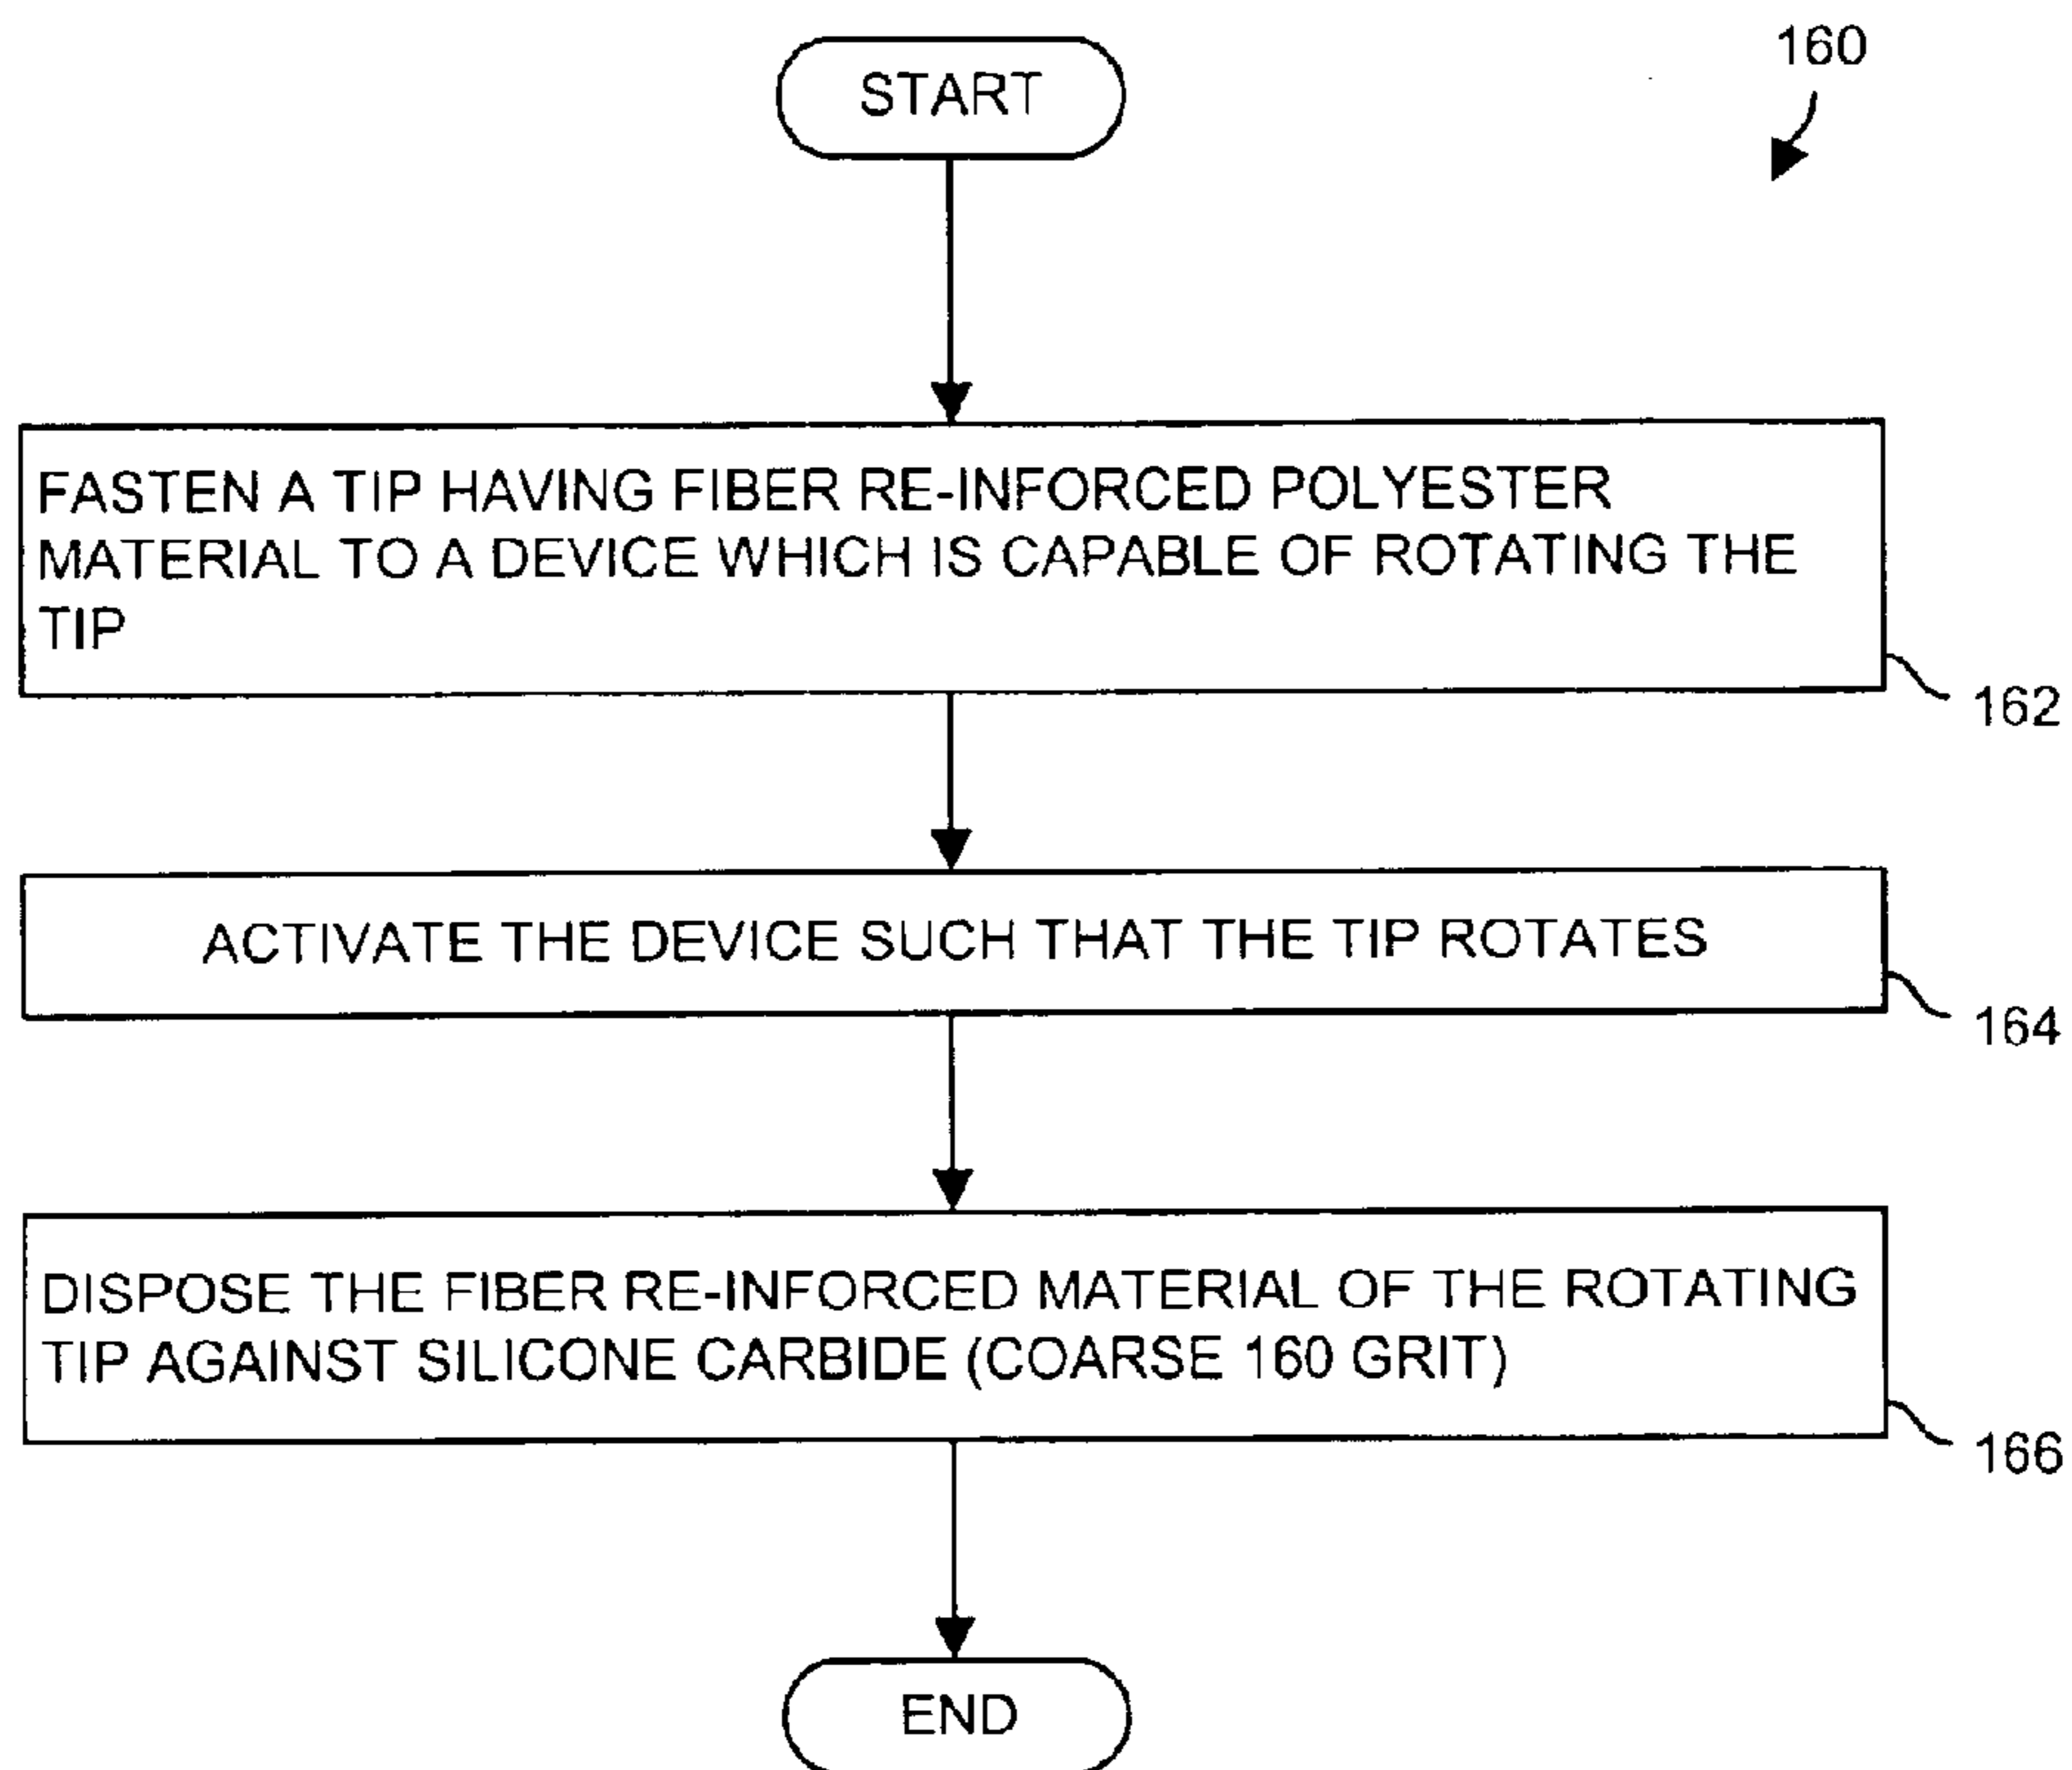 160
START
FASTEN A TIP HAVING FIBER RE-INFORCED POLYESTER
MATERIAL TO A DEVICE WHICH IS CAPABLE OF ROTATING THE
TIP
162
ACTIVATE THE DEVICE SUCH THAT THE TIP ROTATES
164
DISPOSE THE FIBER RE-INFORCED MATERIAL OF THE ROTATING
TIP AGAINST SILICONE CARBIDE (COARSE 160 GRIT)
166
END